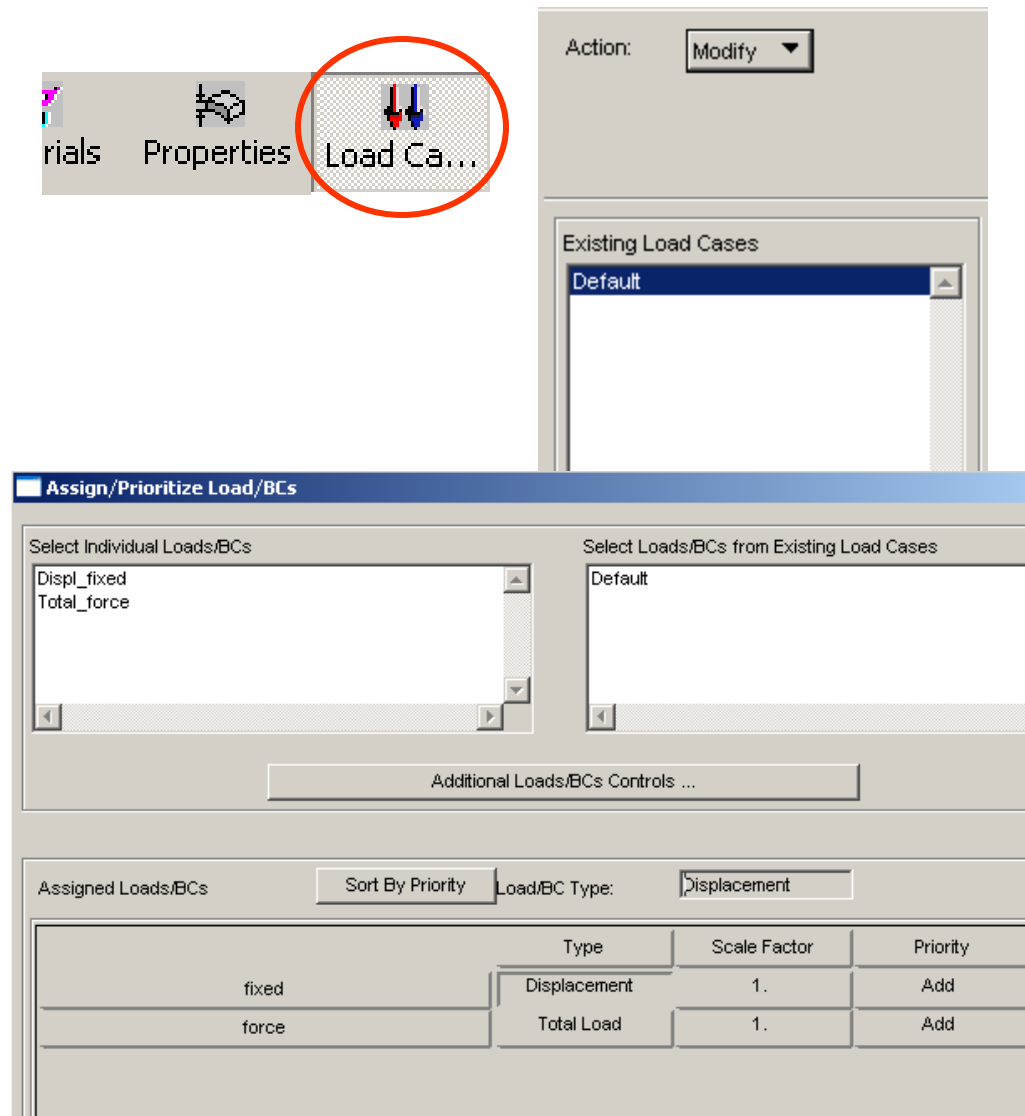 Action: Modify
rials Properties Load Ca...
Existing Load Cases
Default
Assign/Prioritize Load/BCs
Select Individual Loads/BCs Select Loads/BCs from Existing Load Cases
Displ_fixed Default
Total_force
Additional Loads/BCs Controls ...
Assigned Loads/BCs Sort By Priority Load/BC Type: Displacement
Type Scale Factor Priority
fixed Displacement 1. Add
force Total Load 1. Add